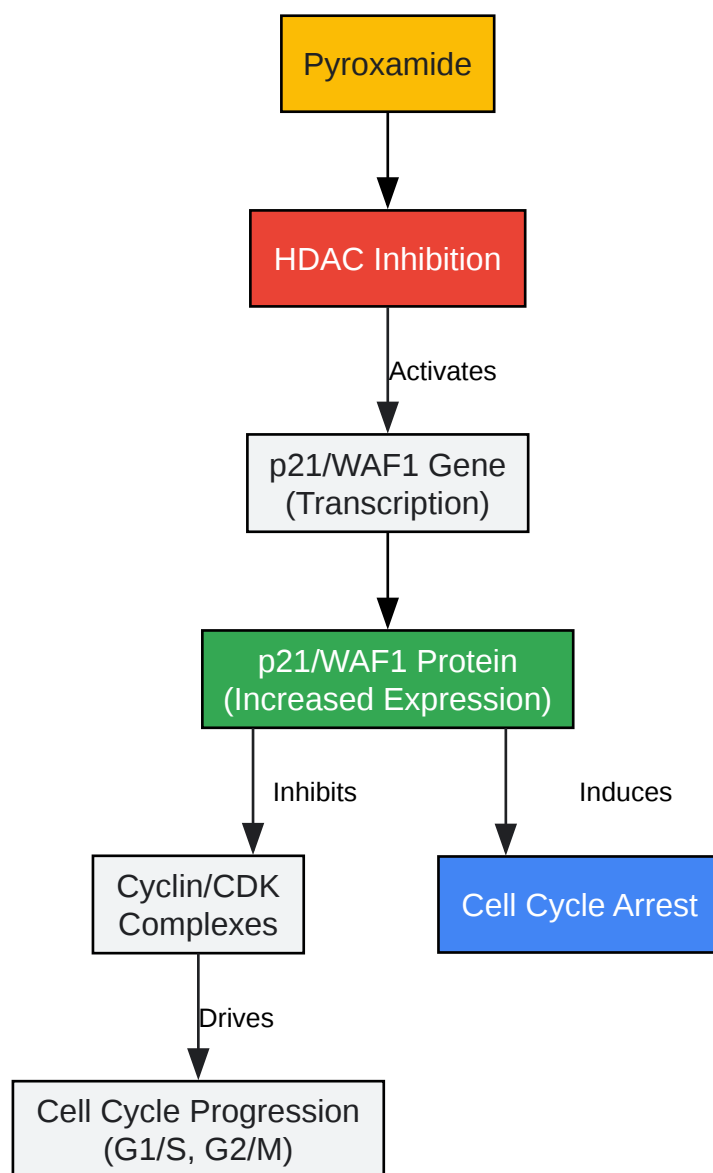 Pyroxamide
HDAC Inhibition
Activates
p21/WAF1 Gene
(Transcription)
p21/WAF1 Protein
(Increased Expression)
Inhibits
Induces
Cyclin/CDK
Complexes
Cell Cycle Arrest
Drives
Cell Cycle Progression
(G1/S, G2/M)